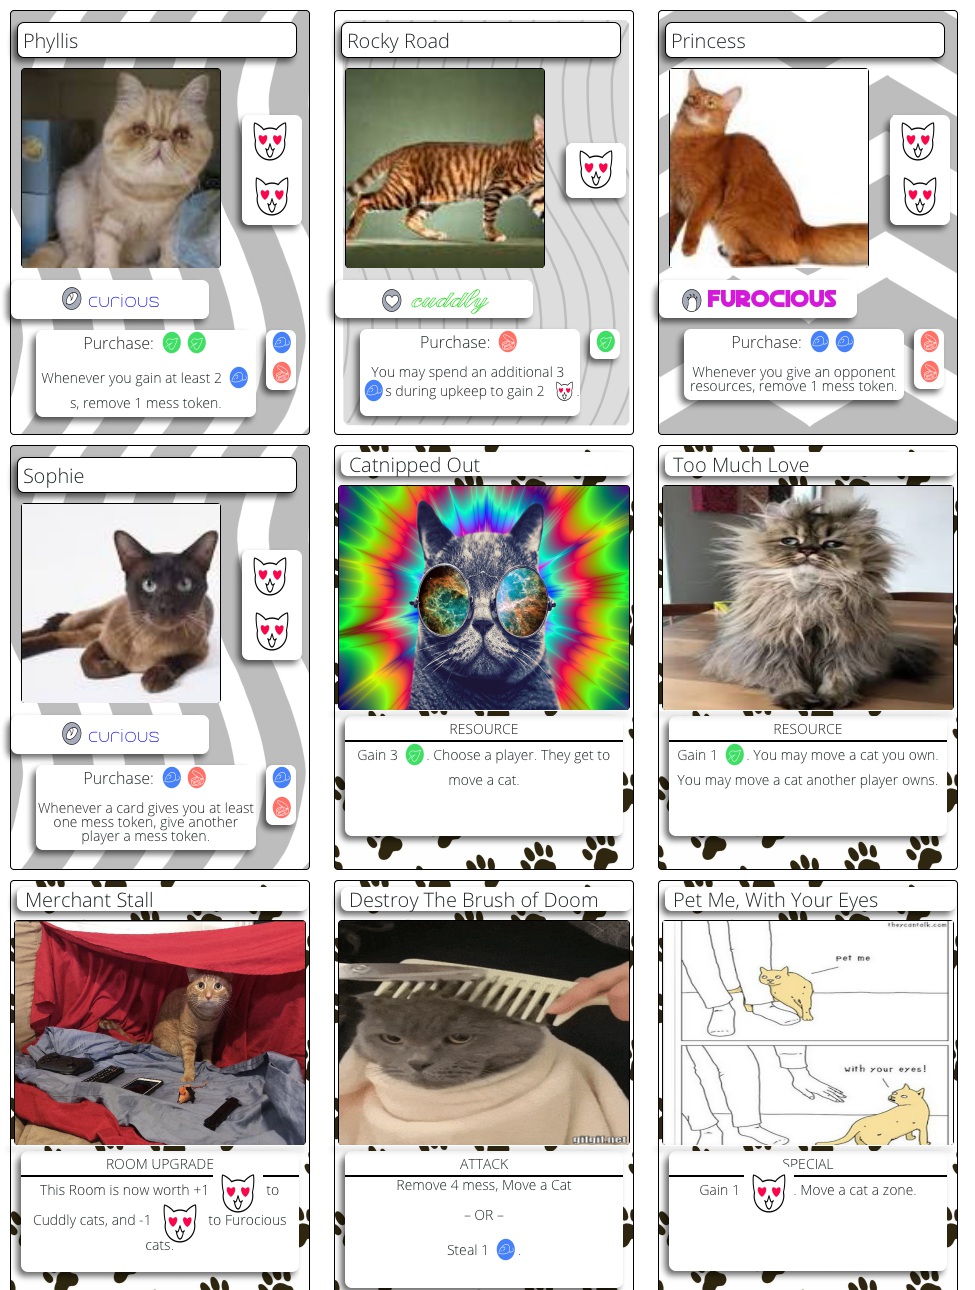 Phyllis
curious
Purchase:
Whenever you gain at least 2
s, remove 1 mess token.
Rocky Road
cuddly
Purchase:
You may spend an additional 3
s during upkeep to gain 2 .
Princess
FUROCIOUS
Purchase:
Whenever you give an opponent
resources, remove 1 mess token.
Sophie
curious
Purchase:
Whenever a card gives you at least
one mess token, give another
player a mess token.
Catnipped Out
RESOURCE
Gain 3 . Choose a player. They get to
move a cat.
Too Much Love
RESOURCE
Gain 1 . You may move a cat you own.
You may move a cat another player owns.
Merchant Stall
ROOM UPGRADE
This Room is now worth +1 to
Cuddly cats, and -1 to Furocious
cats.
Destroy The Brush of Doom
gifgif.net
ATTACK
Remove 4 mess, Move a Cat
– OR –
Steal 1 .
Pet Me, With Your Eyes
theycantalk.com
pet me
with your eyes!
SPECIAL
Gain 1 . Move a cat a zone.